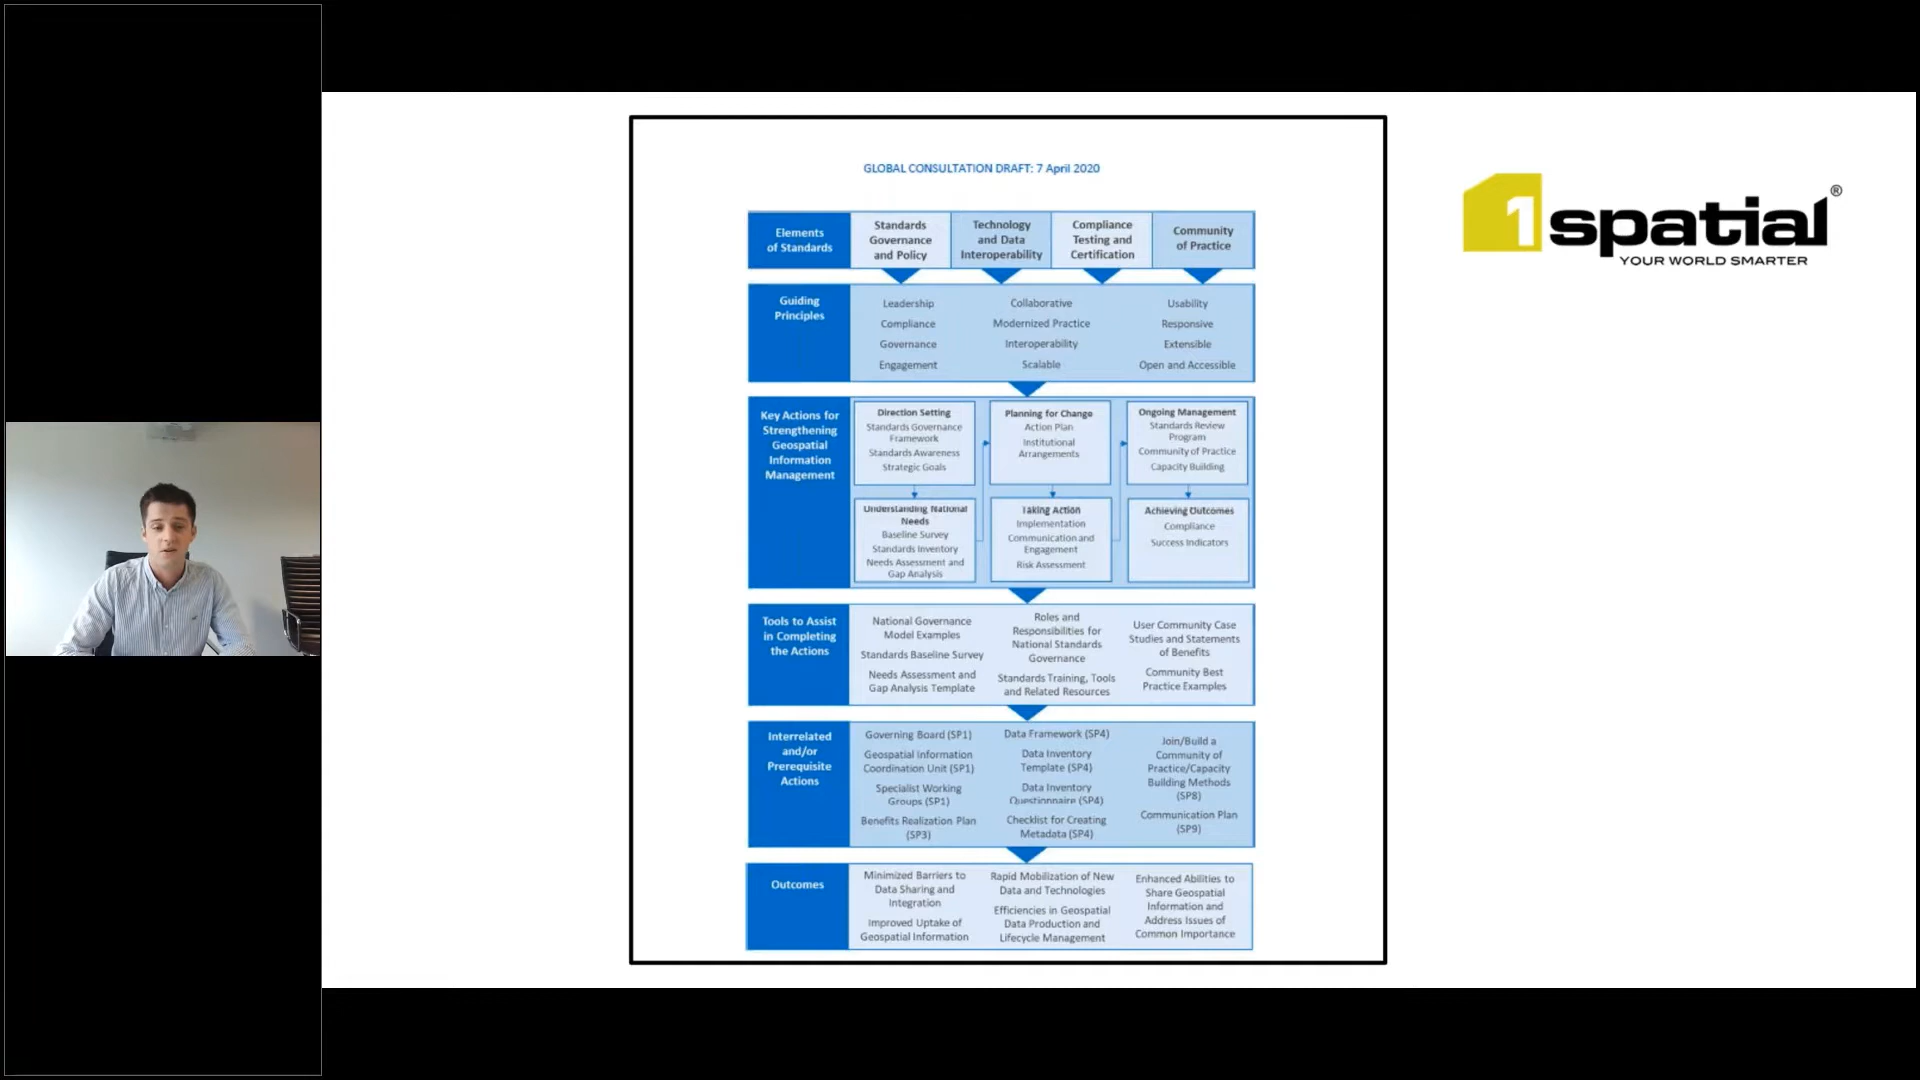 GLOBAL CONSULTATION DRAFT: 7 April 2020
1spatial®
YOUR WORLD SMARTER
Elements
of Standards
Standards
Governance
and Policy
Technology
and Data
Interoperability
Compliance
Testing and
Certification
Community
of Practice
Guiding
Principles
Leadership
Compliance
Governance
Engagement
Collaborative
Modernized Practice
Interoperability
Scalable
Usability
Responsive
Extensible
Open and Accessible
Key Actions for
Strengthening
Geospatial
Information
Management
Direction Setting
Standards Governance
Framework
Standards Awareness
Strategic Goals
Planning for Change
Action Plan
Institutional
Arrangements
Ongoing Management
Standards Review
Program
Community of Practice
Capacity Building
Understanding National
Needs
Baseline Survey
Standards Inventory
Needs Assessment and
Gap Analysis
Taking Action
Implementation
Communication and
Engagement
Risk Assessment
Achieving Outcomes
Compliance
Success Indicators
Tools to Assist
in Completing
the Actions
National Governance
Model Examples
Standards Baseline Survey
Needs Assessment and
Gap Analysis Template
Roles and
Responsibilities for
National Standards
Governance
Standards Training, Tools
and Related Resources
User Community Case
Studies and Statements
of Benefits
Community Best
Practice Examples
Interrelated
and/or
Prerequisite
Actions
Governing Board (SP1)
Geospatial Information
Coordination Unit (SP1)
Specialist Working
Groups (SP1)
Benefits Realization Plan
(SP3)
Data Framework (SP4)
Data Inventory
Template (SP4)
Data Inventory
Questionnaire (SP4)
Checklist for Creating
Metadata (SP4)
Join/Build a
Community of
Practice/Capacity
Building Methods
(SP8)
Communication Plan
(SP9)
Outcomes
Minimized Barriers to
Data Sharing and
Integration
Improved Uptake of
Geospatial Information
Rapid Mobilization of New
Data and Technologies
Efficiencies in Geospatial
Data Production and
Lifecycle Management
Enhanced Abilities to
Share Geospatial
Information and
Address Issues of
Common Importance